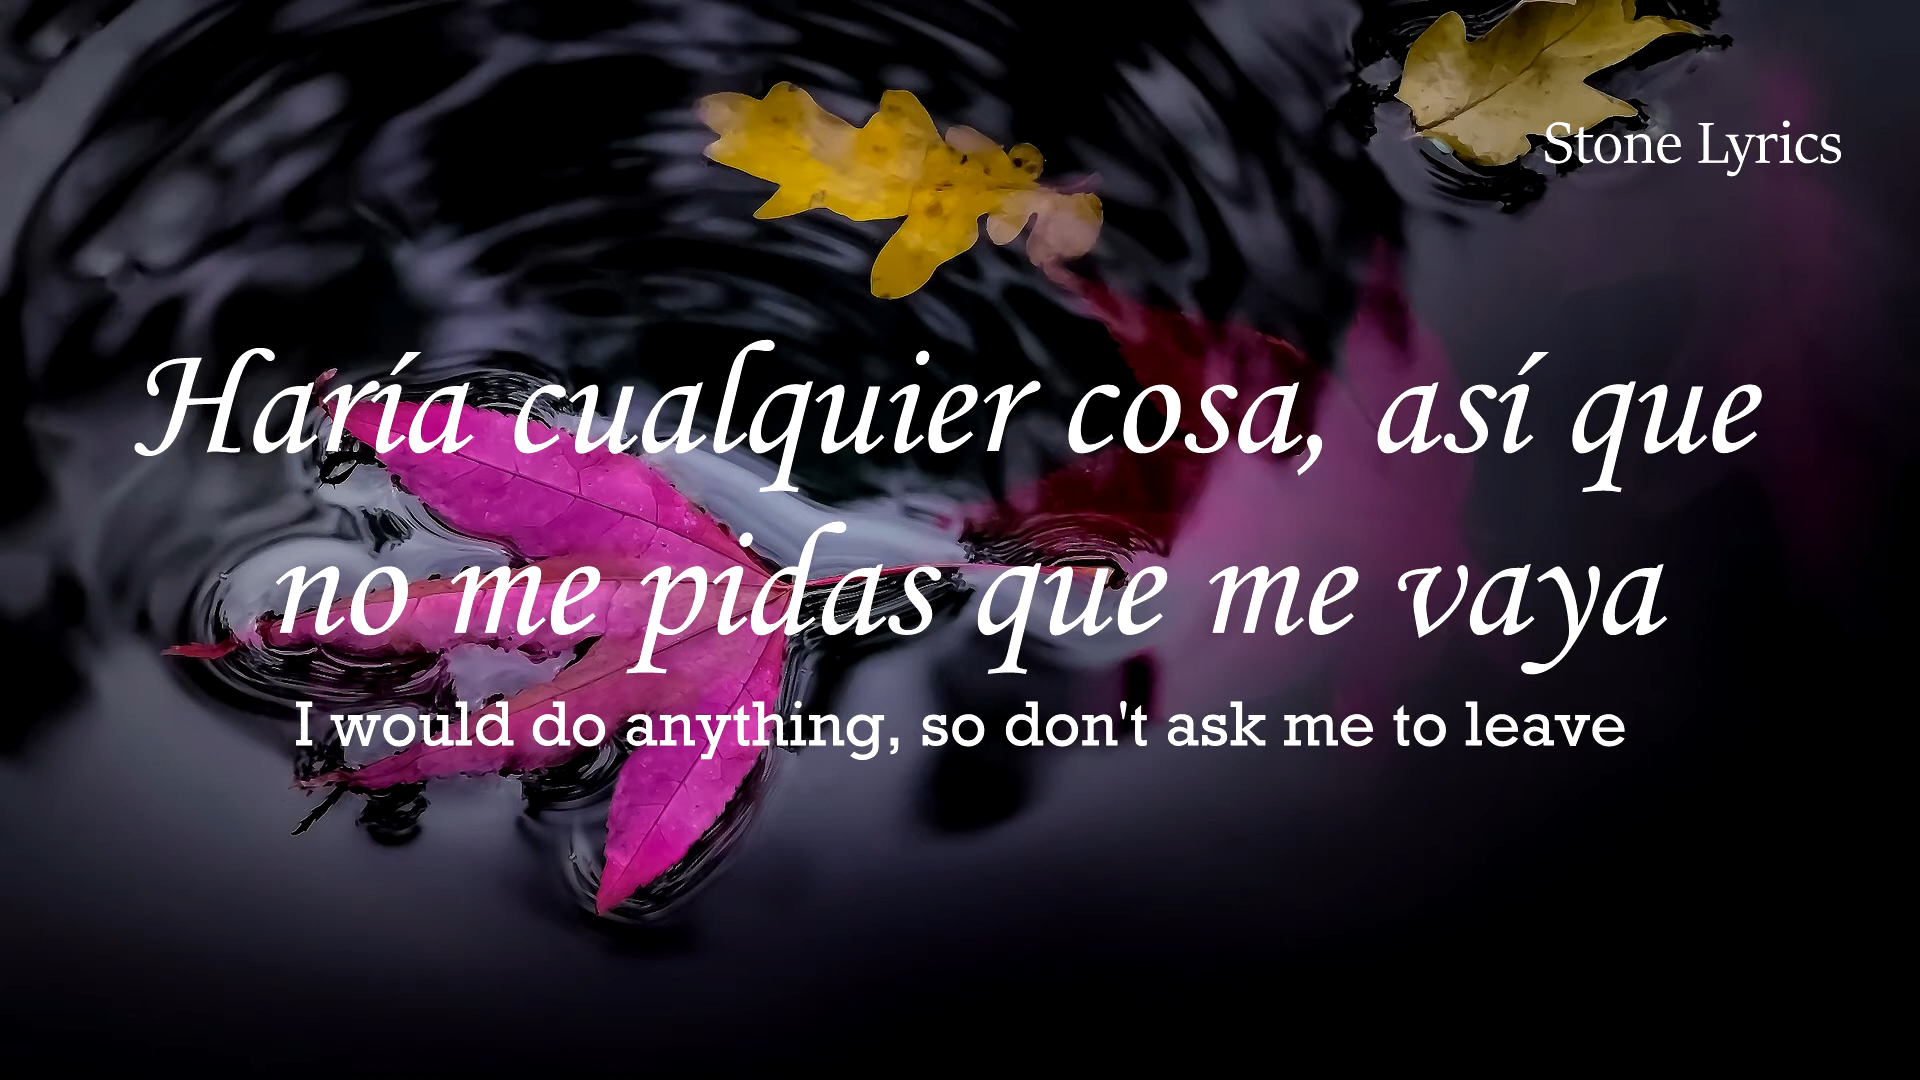 Stone Lyrics
Haría cualquier cosa, así que
no me pidas que me vaya
I would do anything, so don't ask me to leave